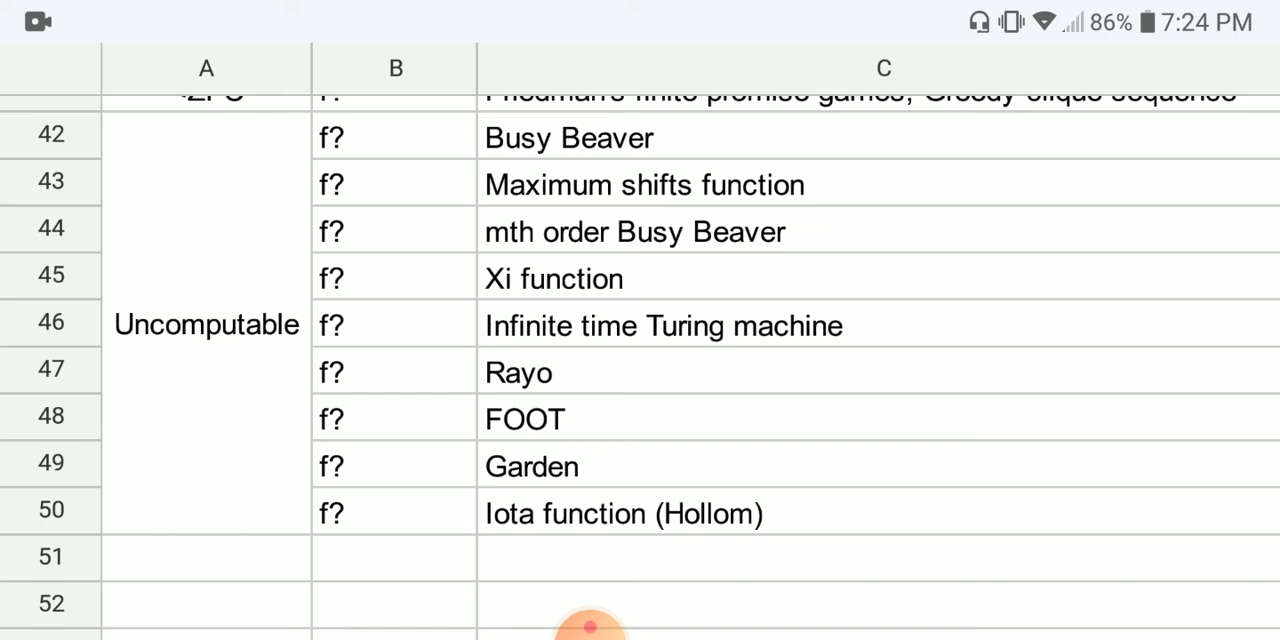 86% 7:24 PM
A B C
42 f? Busy Beaver
43 f? Maximum shifts function
44 f? mth order Busy Beaver
45 f? Xi function
46 Uncomputable f? Infinite time Turing machine
47 f? Rayo
48 f? FOOT
49 f? Garden
50 f? Iota function (Hollom)
51
52